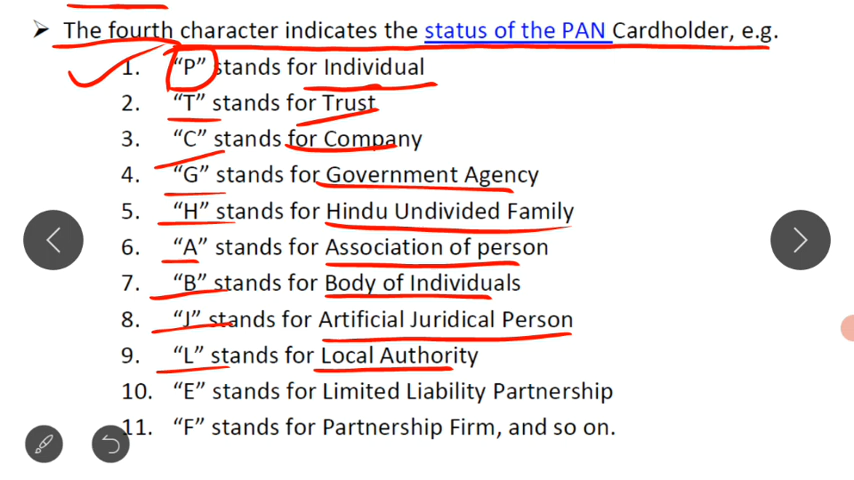 ➤ The fourth character indicates the status of the PAN Cardholder, e.g.
1. “P” stands for Individual
2. “T” stands for Trust
3. “C” stands for Company
4. “G” stands for Government Agency
5. “H” stands for Hindu Undivided Family
6. “A” stands for Association of person
7. “B” stands for Body of Individuals
8. “J” stands for Artificial Juridical Person
9. “L” stands for Local Authority
10. “E” stands for Limited Liability Partnership
11. “F” stands for Partnership Firm, and so on.